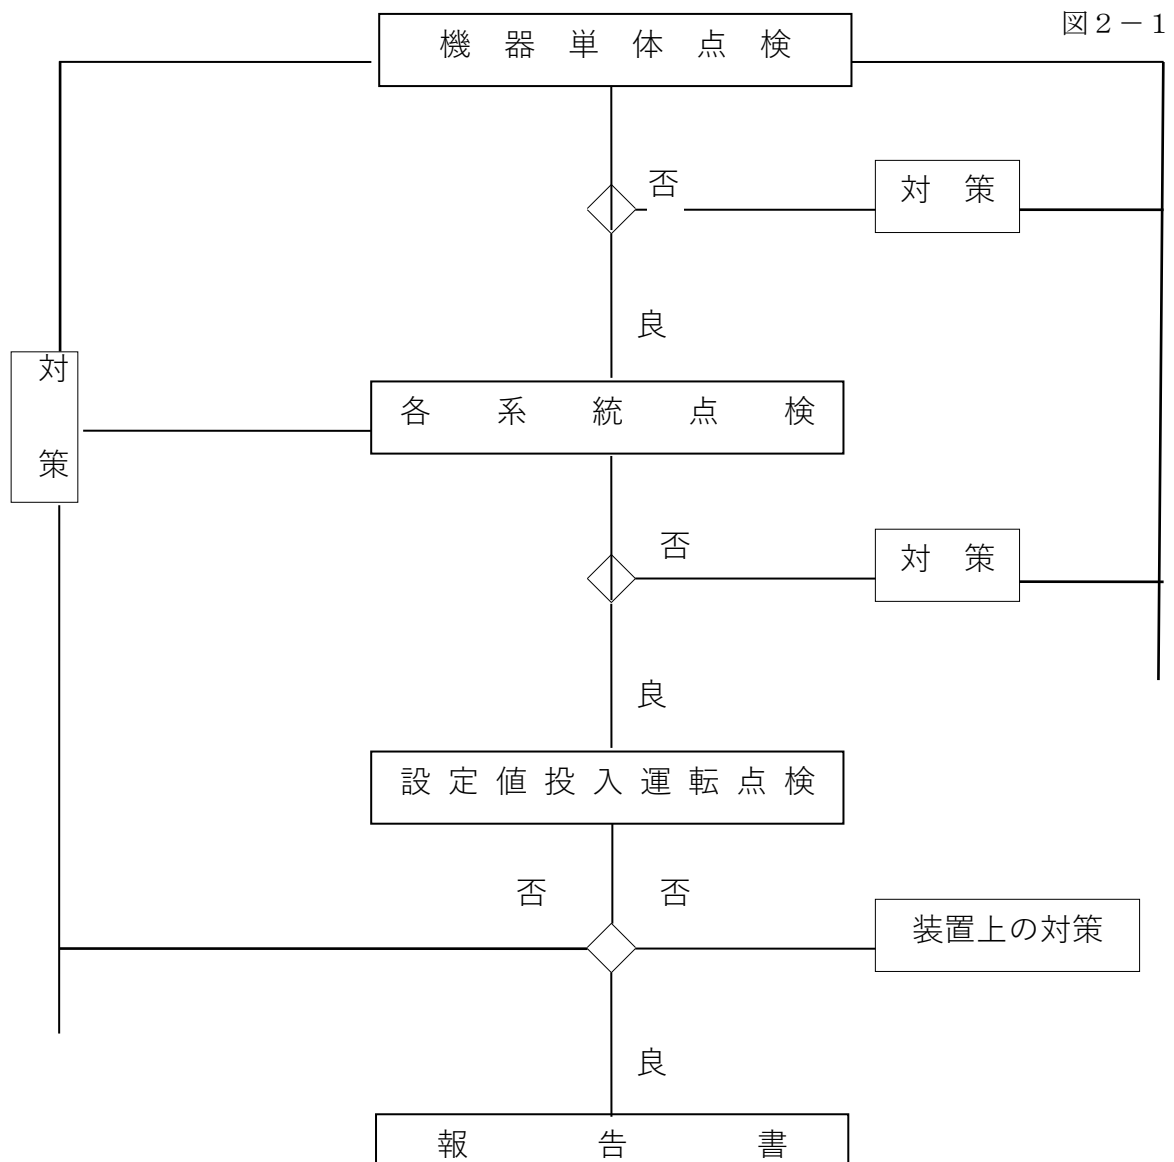 図２－１
機器単体点検
否
対策
良
対策
各系統点検
否
対策
良
設定値投入運転点検
否
否
装置上の対策
良
報告書